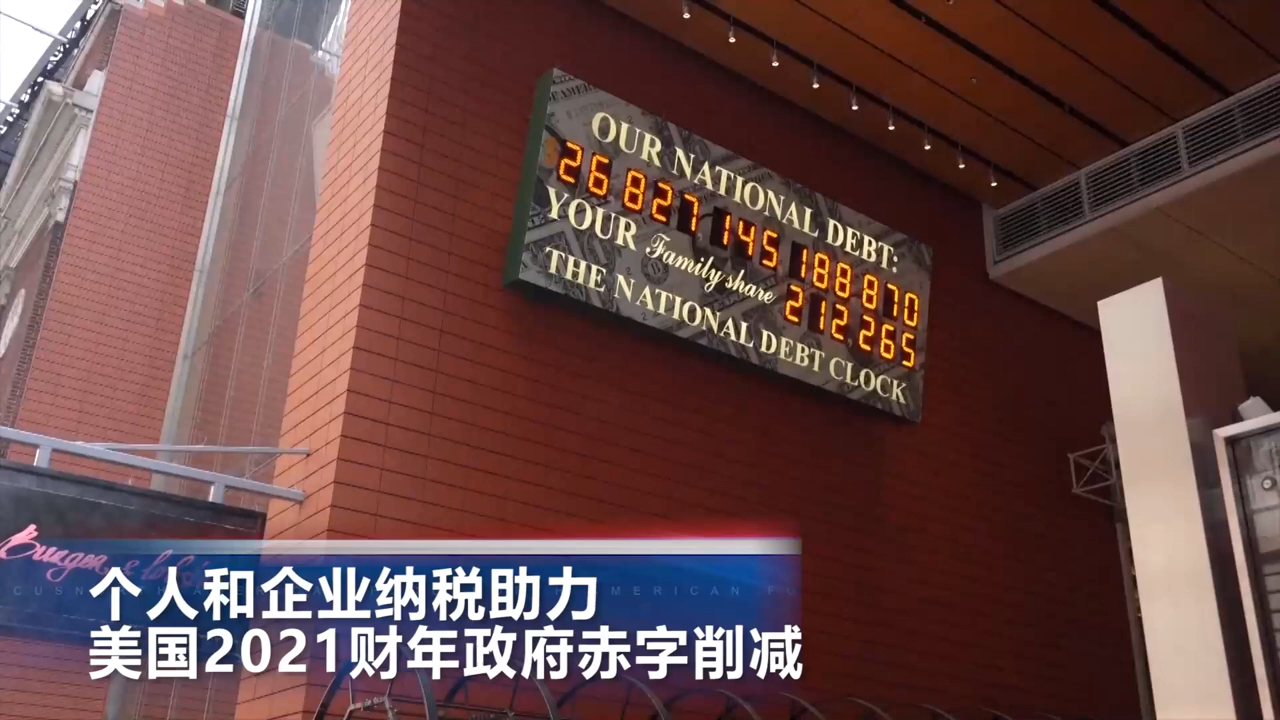 OUR NATIONAL DEBT:
26 827 145 188 870
YOUR Family share 212,265
THE NATIONAL DEBT CLOCK
Burger
个人和企业纳税助力
美国2021财年政府赤字削减